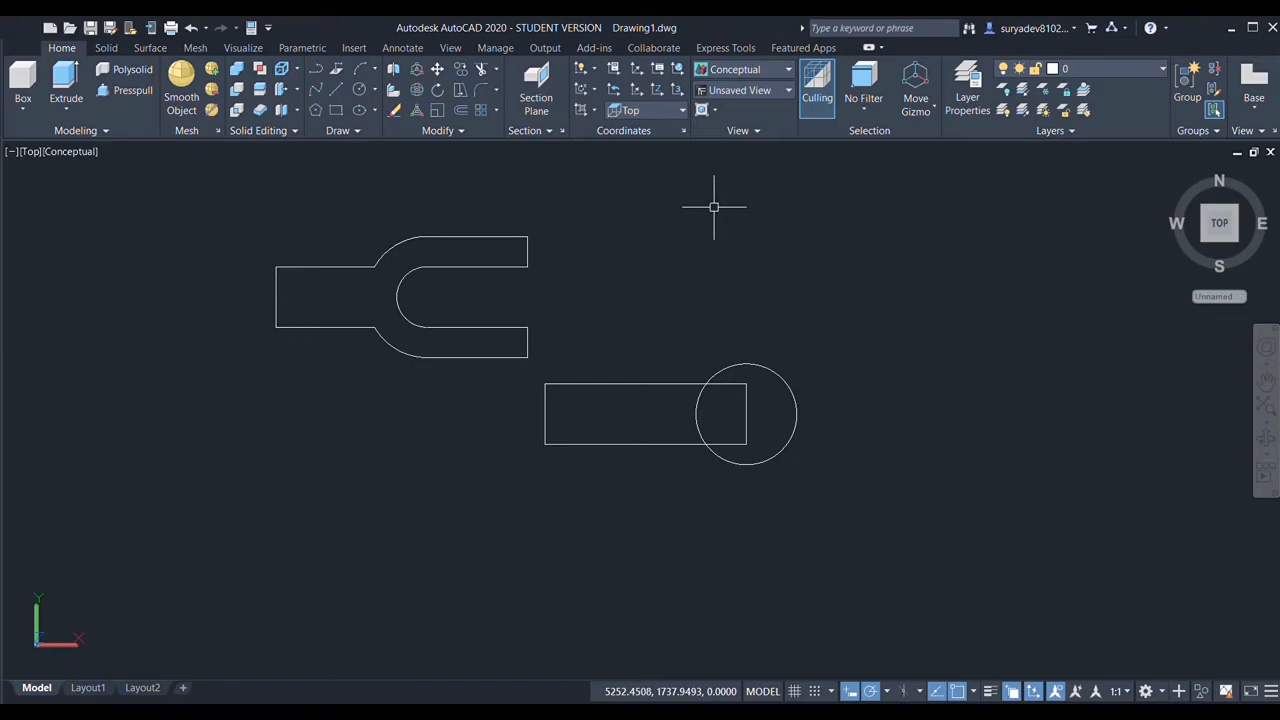 Autodesk AutoCAD 2020 - STUDENT VERSION Drawing1.dwg
Type a keyword or phrase
suryadev8102...
Home Solid Surface Mesh Visualize Parametric Insert Annotate View Manage Output Add-ins Collaborate Express Tools Featured Apps
Polysolid Conceptual 0
Box Extrude Presspull Smooth Object Section Plane Unsaved View Culling No Filter Move Gizmo Layer Properties Group Base
Top
Modeling Mesh Solid Editing Draw Modify Section Coordinates View Selection Layers Groups View
[−][Top][Conceptual]
N
W TOP E
S
Unnamed
Y
Z X
Model Layout1 Layout2 + 5252.4508, 1737.9493, 0.0000 MODEL 1:1